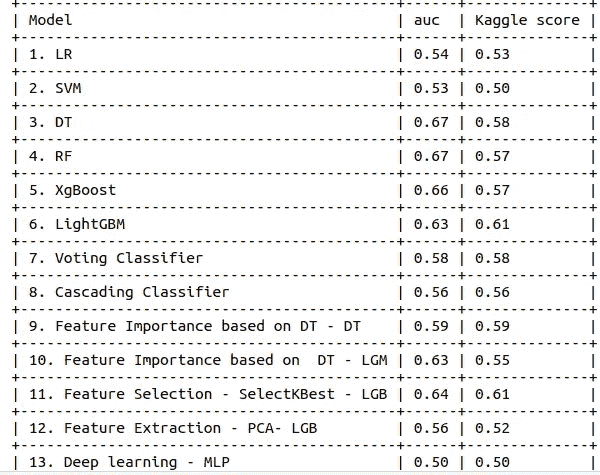 | Model | auc | Kaggle score |
| 1. LR | 0.54 | 0.53 |
| 2. SVM | 0.53 | 0.50 |
| 3. DT | 0.67 | 0.58 |
| 4. RF | 0.67 | 0.57 |
| 5. XgBoost | 0.66 | 0.57 |
| 6. LightGBM | 0.63 | 0.61 |
| 7. Voting Classifier | 0.58 | 0.58 |
| 8. Cascading Classifier | 0.56 | 0.56 |
| 9. Feature Importance based on DT - DT | 0.59 | 0.59 |
| 10. Feature Importance based on  DT - LGM | 0.63 | 0.55 |
| 11. Feature Selection - SelectKBest - LGB | 0.64 | 0.61 |
| 12. Feature Extraction - PCA- LGB | 0.56 | 0.52 |
| 13. Deep learning - MLP | 0.50 | 0.50 |